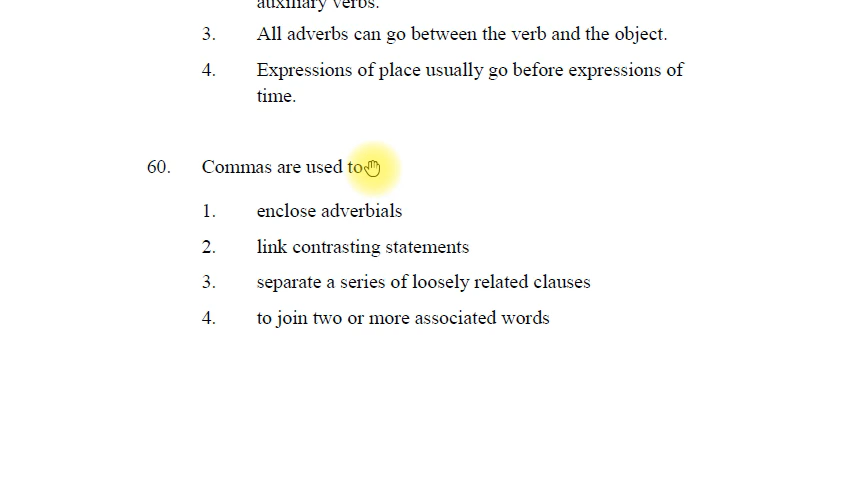 auxiliary verbs.
3. All adverbs can go between the verb and the object.
4. Expressions of place usually go before expressions of
time.
60. Commas are used to
1. enclose adverbials
2. link contrasting statements
3. separate a series of loosely related clauses
4. to join two or more associated words